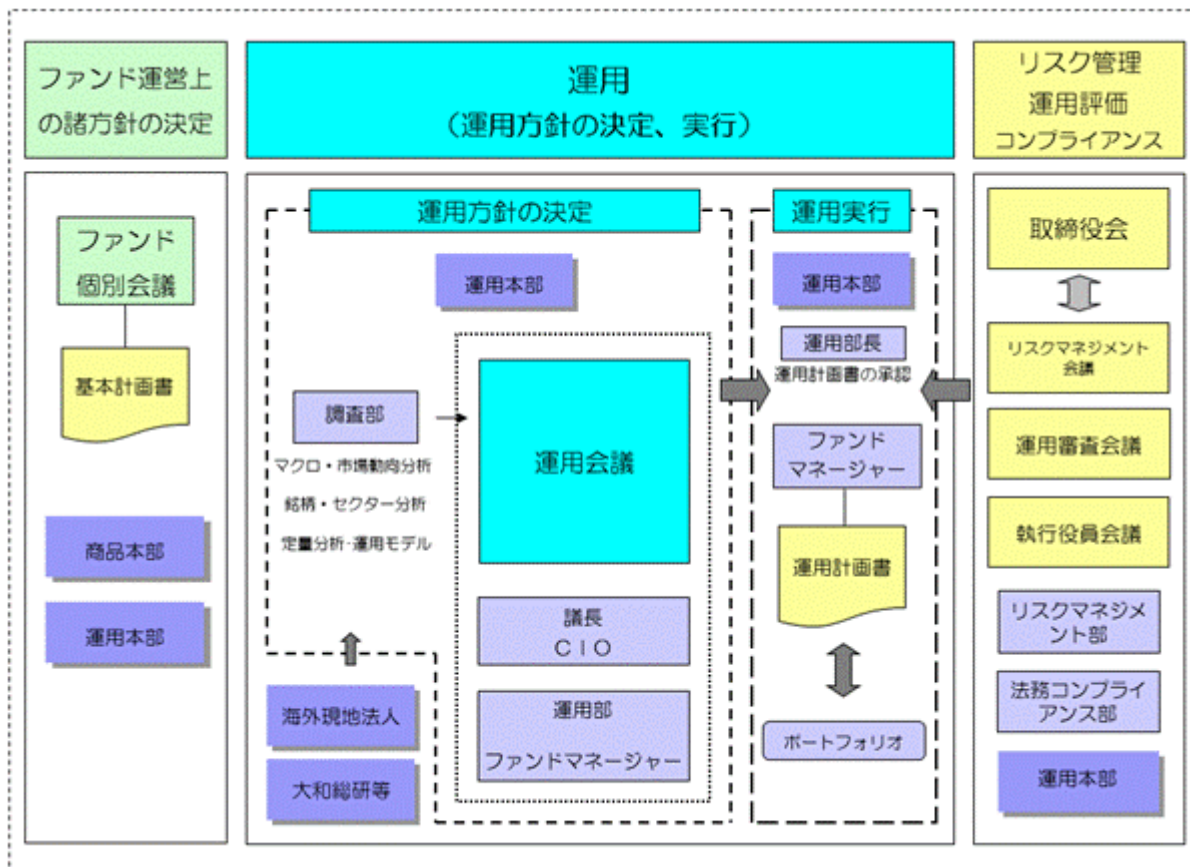 ファンド運営上
の諸方針の決定
運用
（運用方針の決定、実行）
リスク管理
運用評価
コンプライアンス
ファンド
個別会議
基本計画書
商品本部
運用本部
運用方針の決定
運用本部
調査部
マクロ・市場動向分析
銘柄・セクター分析
定量分析･運用モデル
海外現地法人
大和総研等
運用会議
議長
ＣＩＯ
運用部
ファンドマネージャー
運用実行
運用本部
運用部長
運用計画書の承認
ファンド
マネージャー
運用計画書
ポートフォリオ
取締役会
リスクマネジメント
会議
運用審査会議
執行役員会議
リスクマネジメ
ント部
法務コンプライ
アンス部
運用本部